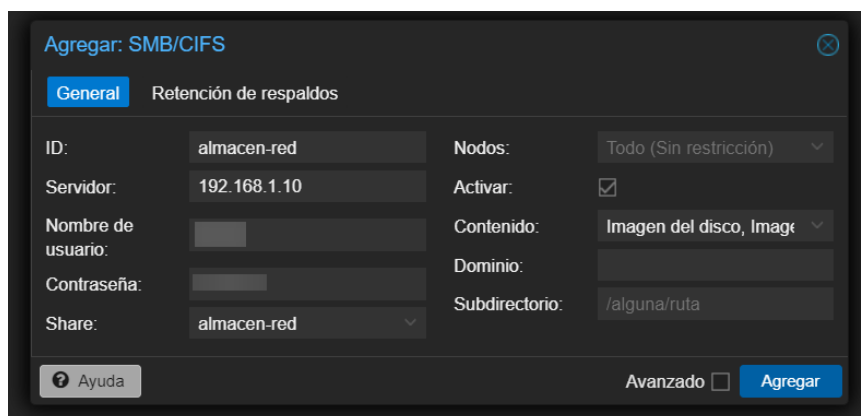 Agregar: SMB/CIFS
General Retención de respaldos
ID: almacen-red
Nodos: Todo (Sin restricción)
Servidor: 192.168.1.10
Activar:
Nombre de
usuario:
Contenido: Imagen del disco, Image
Contraseña:
Dominio:
Share: almacen-red
Subdirectorio: /alguna/ruta
Ayuda
Avanzado
Agregar